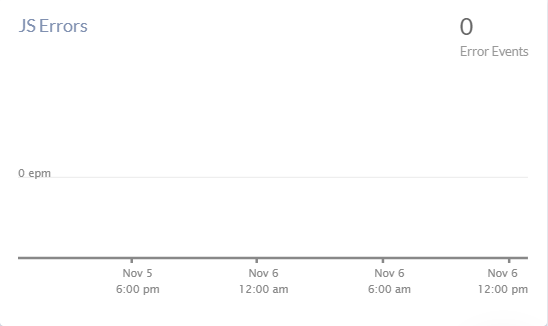 JS Errors
0
Error Events
0 epm
Nov 5
6:00 pm
Nov 6
12:00 am
Nov 6
6:00 am
Nov 6
12:00 pm